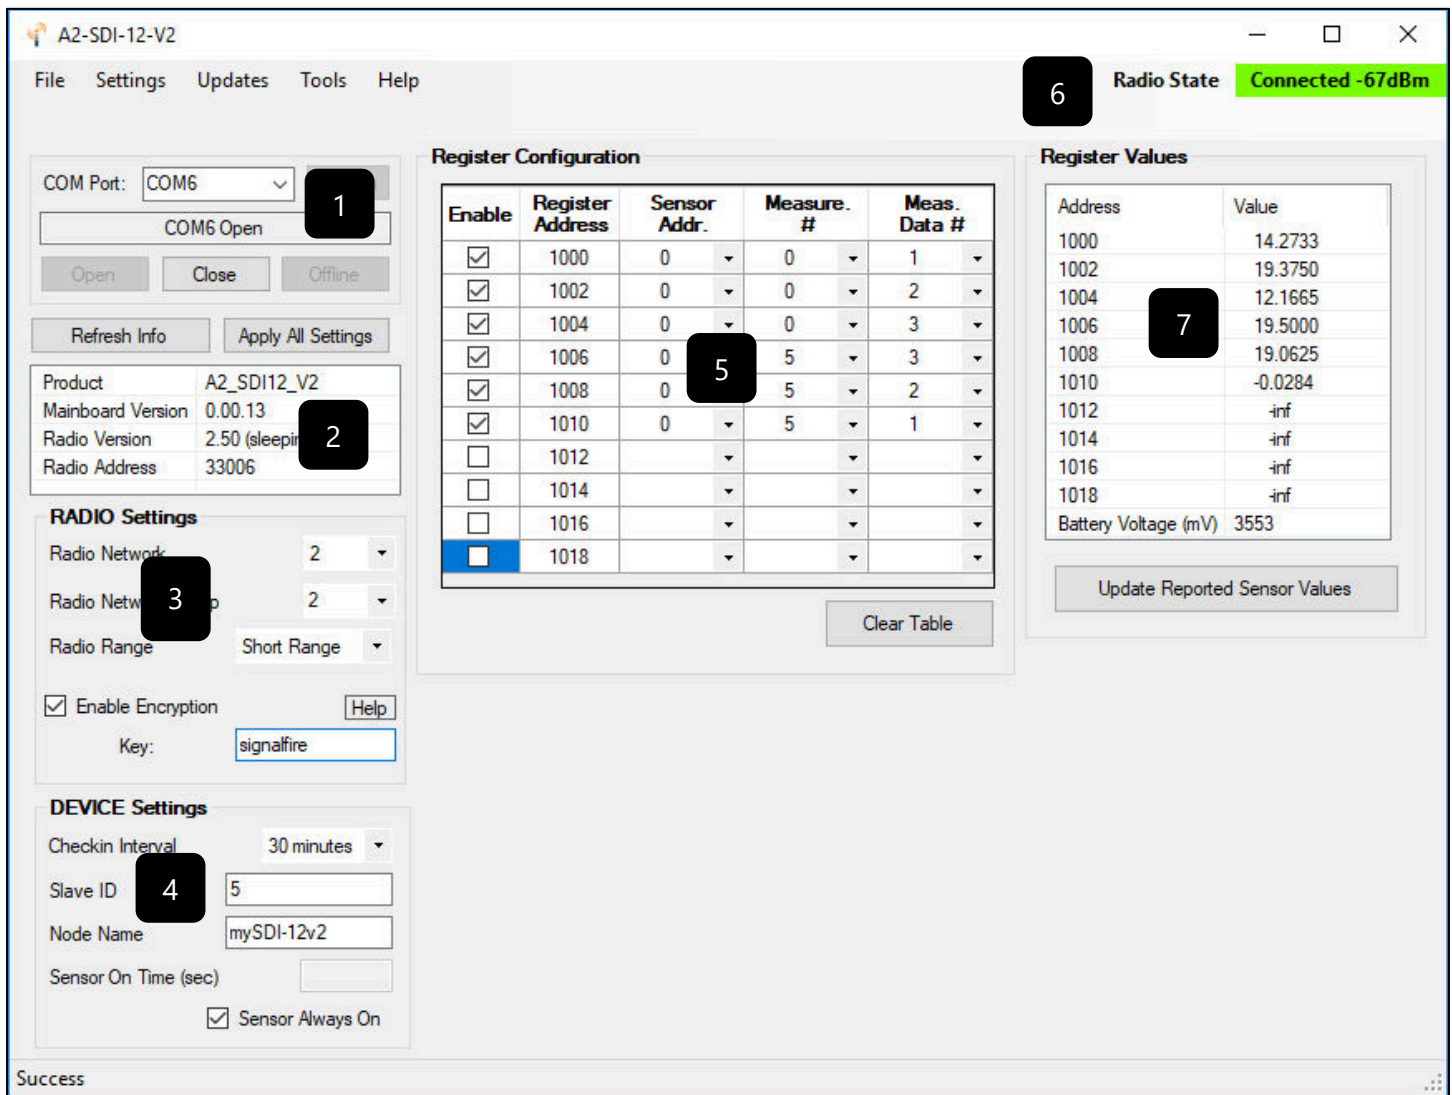 A2-SDI-12-V2
File Settings Updates Tools Help
6
Radio State Connected -67dBm
COM Port: COM6
1
COM6 Open
Open Close Offline
Refresh Info Apply All Settings
Product A2_SDI12_V2
Mainboard Version 0.00.13
Radio Version 2.50
2
Radio Address 33006
RADIO Settings
Radio Network 2
Radio 2
3
Radio Range Short Range
Enable Encryption Help
Key: signalfire
DEVICE Settings
Checkin Interval 30 minutes
Slave ID 5
4
Node Name mySDI-12v2
Sensor On Time (sec)
Sensor Always On
Register Configuration
Enable Register Address Sensor Addr. Measure. # Meas. Data #
1000 0 0 1
1002 0 0 2
1004 0 0 3
1006 0 5 3
5
1008 0 5 2
1010 0 5 1
1012
1014
1016
1018
Clear Table
Register Values
Address Value
1000 14.2733
1002 19.3750
1004 12.1665
1006 19.5000
7
1008 19.0625
1010 -0.0284
1012 -inf
1014 -inf
1016 -inf
1018 -inf
Battery Voltage (mV) 3553
Update Reported Sensor Values
Success